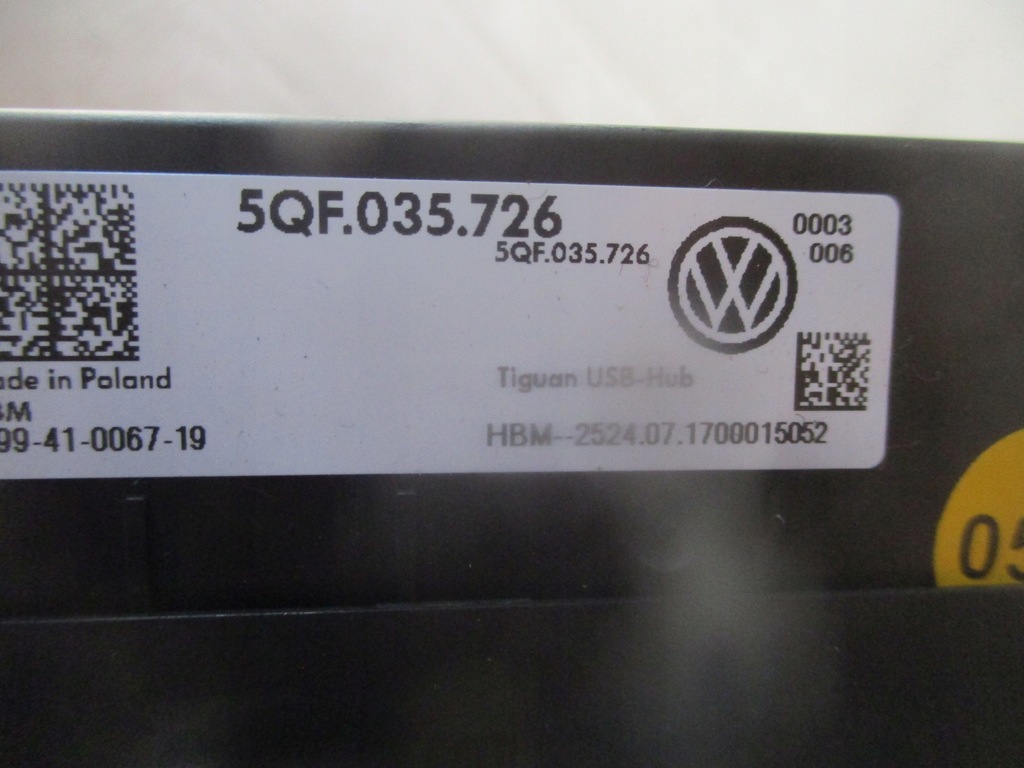 5QF.035.726
5QF.035.726
0003
006
ade in Poland
BM
99-41-0067-19
Tiguan USB-Hub
HBM--2524.07.1700015052
05